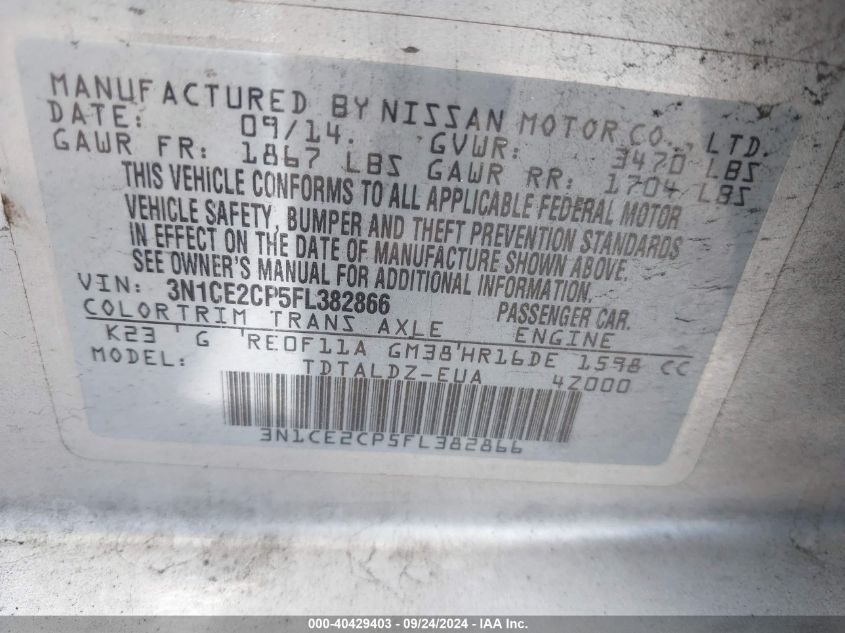 MANUFACTURED BY NISSAN MOTOR CO., LTD.
DATE: 09/14. GVWR: 3470 LBS
GAWR FR: 1867 LBS GAWR RR: 1704 LBS
THIS VEHICLE CONFORMS TO ALL APPLICABLE FEDERAL MOTOR
VEHICLE SAFETY, BUMPER AND THEFT PREVENTION STANDARDS
IN EFFECT ON THE DATE OF MANUFACTURE SHOWN ABOVE.
SEE OWNER'S MANUAL FOR ADDITIONAL INFORMATION.
VIN: 3N1CE2CP5FL382866 PASSENGER CAR.
COLORTRIM TRANS AXLE ENGINE
K23 ' G 'RE0F11A GM38'HR16DE 1598 CC
MODEL: TDTALDZ-EUA 4Z000
3N1CE2CP5FL382866
000-40429403 - 09/24/2024 - IAA Inc.